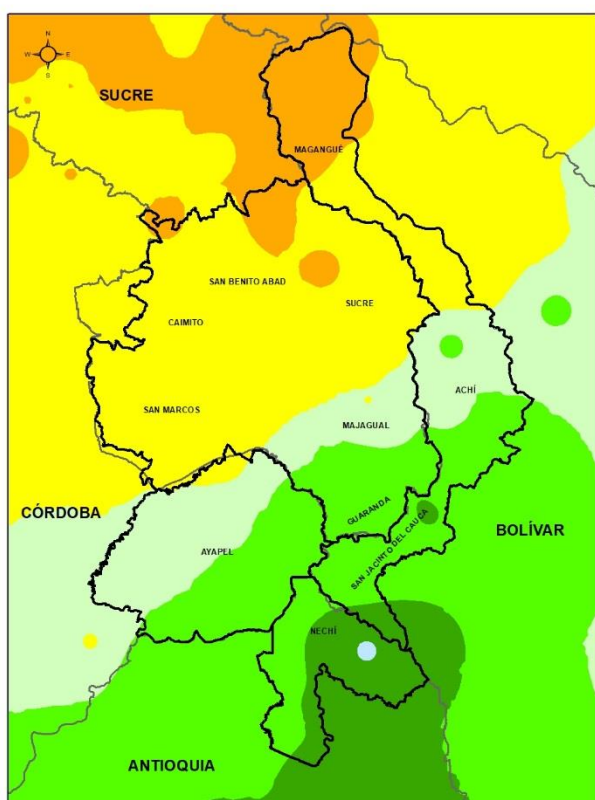 N
W E
S
SUCRE
MAGANGUÉ
SAN BENITO ABAD
SUCRE
CAIMITO
ACHÍ
SAN MARCOS
MAJAGUAL
CÓRDOBA
GUARANDA
BOLÍVAR
AYAPEL
SAN JACINTO DEL CAUCA
NECHÍ
ANTIOQUIA